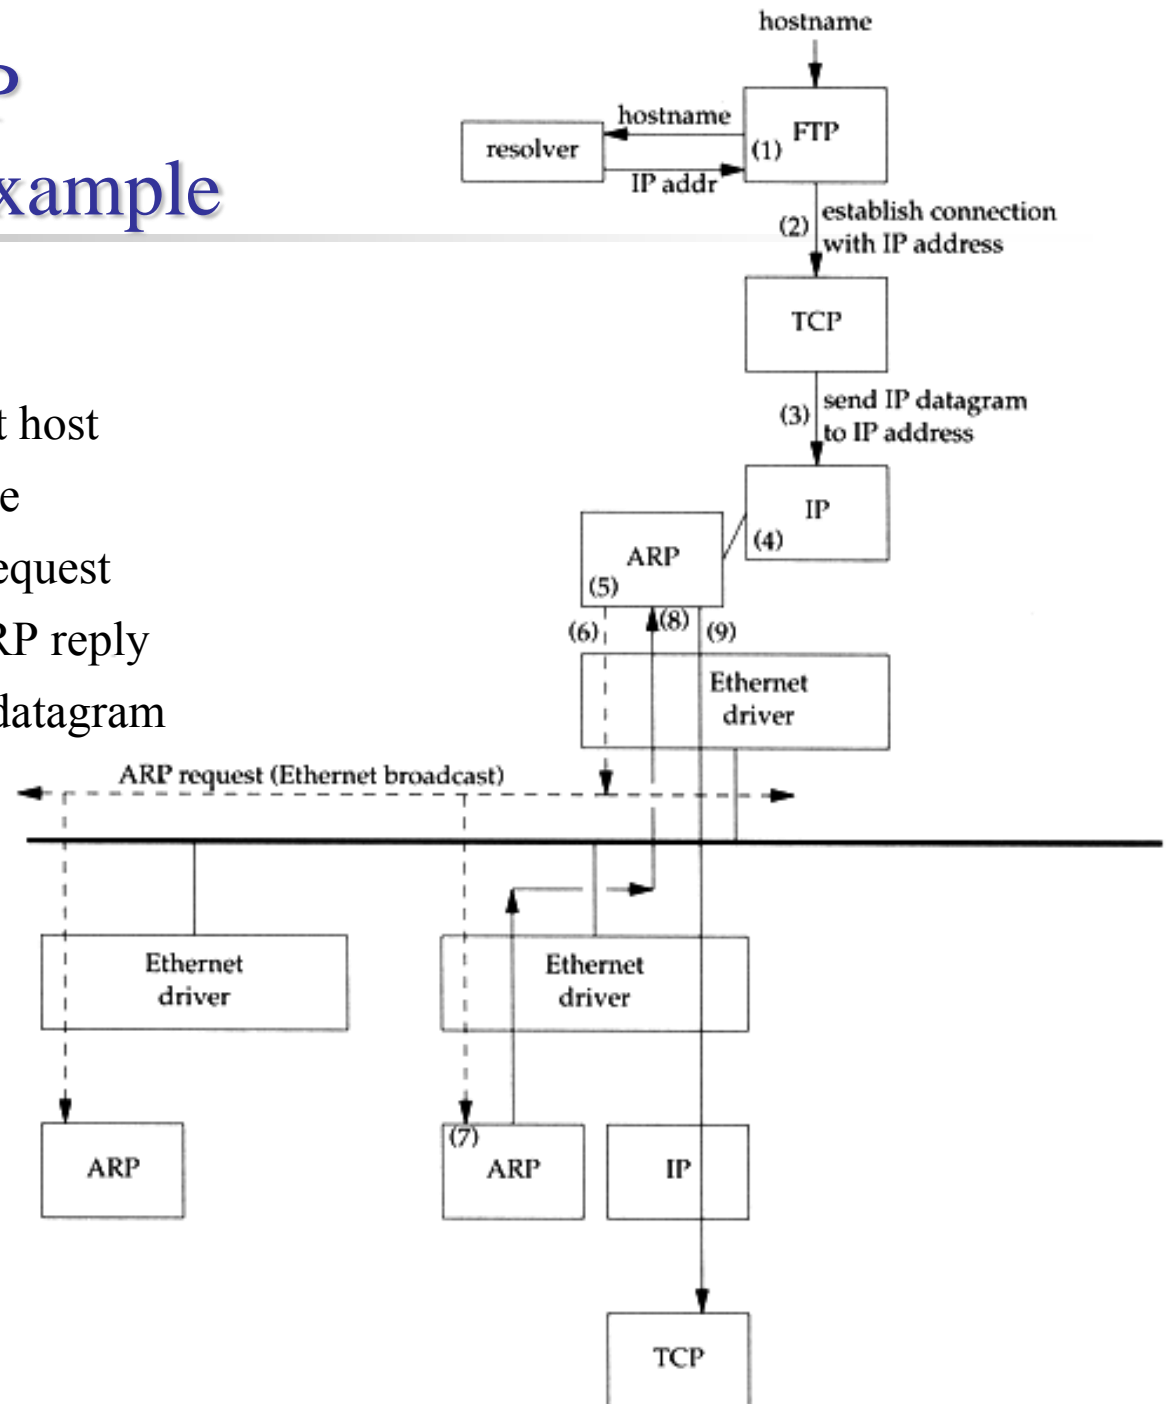 P
xample
t host
e
equest
RP reply
datagram
hostname
FTP
(1)
hostname
resolver
IP addr
(2)
establish connection
with IP address
TCP
(3)
send IP datagram
to IP address
IP
(4)
ARP
(5)
(6)
(8)
(9)
Ethernet
driver
ARP request (Ethernet broadcast)
Ethernet
driver
Ethernet
driver
ARP
(7)
ARP
IP
TCP